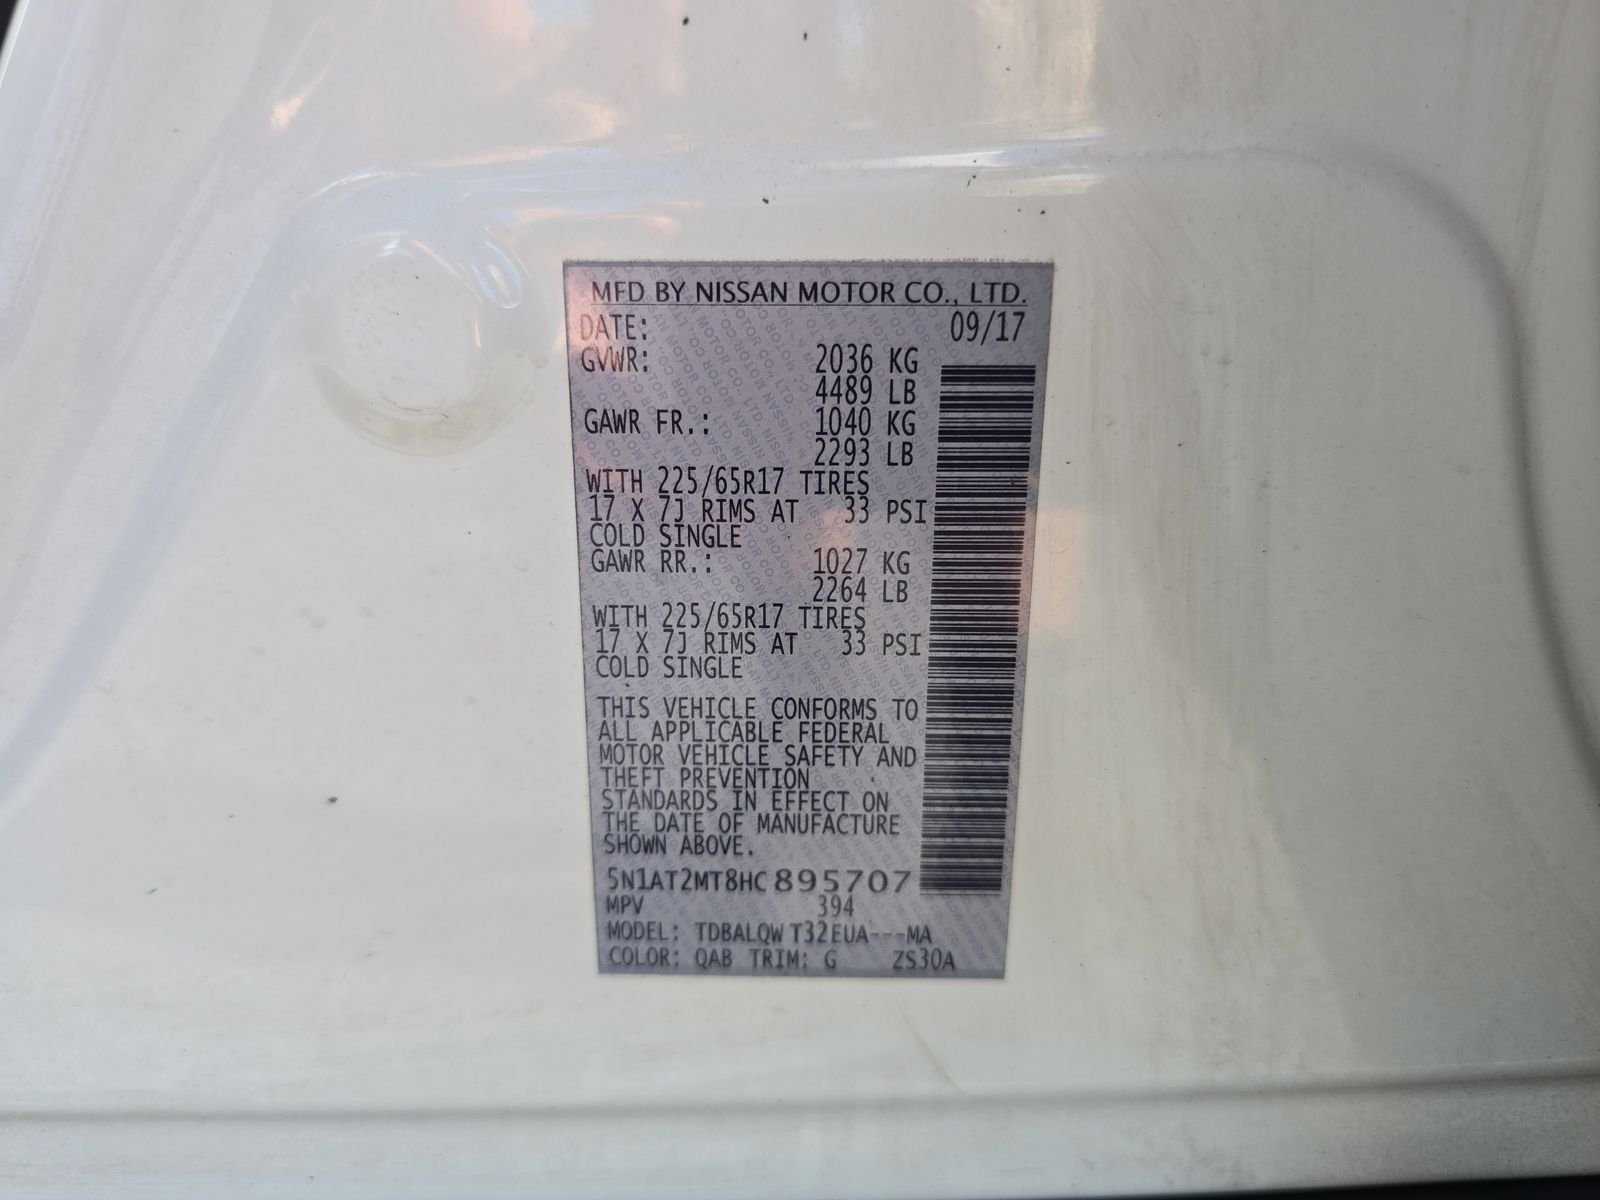 MFD BY NISSAN MOTOR CO., LTD.
DATE: 09/17
GVWR: 2036 KG
4489 LB
GAWR FR.: 1040 KG
2293 LB
WITH 225/65R17 TIRES
17 X 7J RIMS AT 33 PSI
COLD SINGLE
GAWR RR.: 1027 KG
2264 LB
WITH 225/65R17 TIRES
17 X 7J RIMS AT 33 PSI
COLD SINGLE
THIS VEHICLE CONFORMS TO
ALL APPLICABLE FEDERAL
MOTOR VEHICLE SAFETY AND
THEFT PREVENTION
STANDARDS IN EFFECT ON
THE DATE OF MANUFACTURE
SHOWN ABOVE.
5N1AT2MT8HC895707
MPV 394
MODEL: TDBALQW T32EUA---MA
COLOR: QAB TRIM: G ZS30A